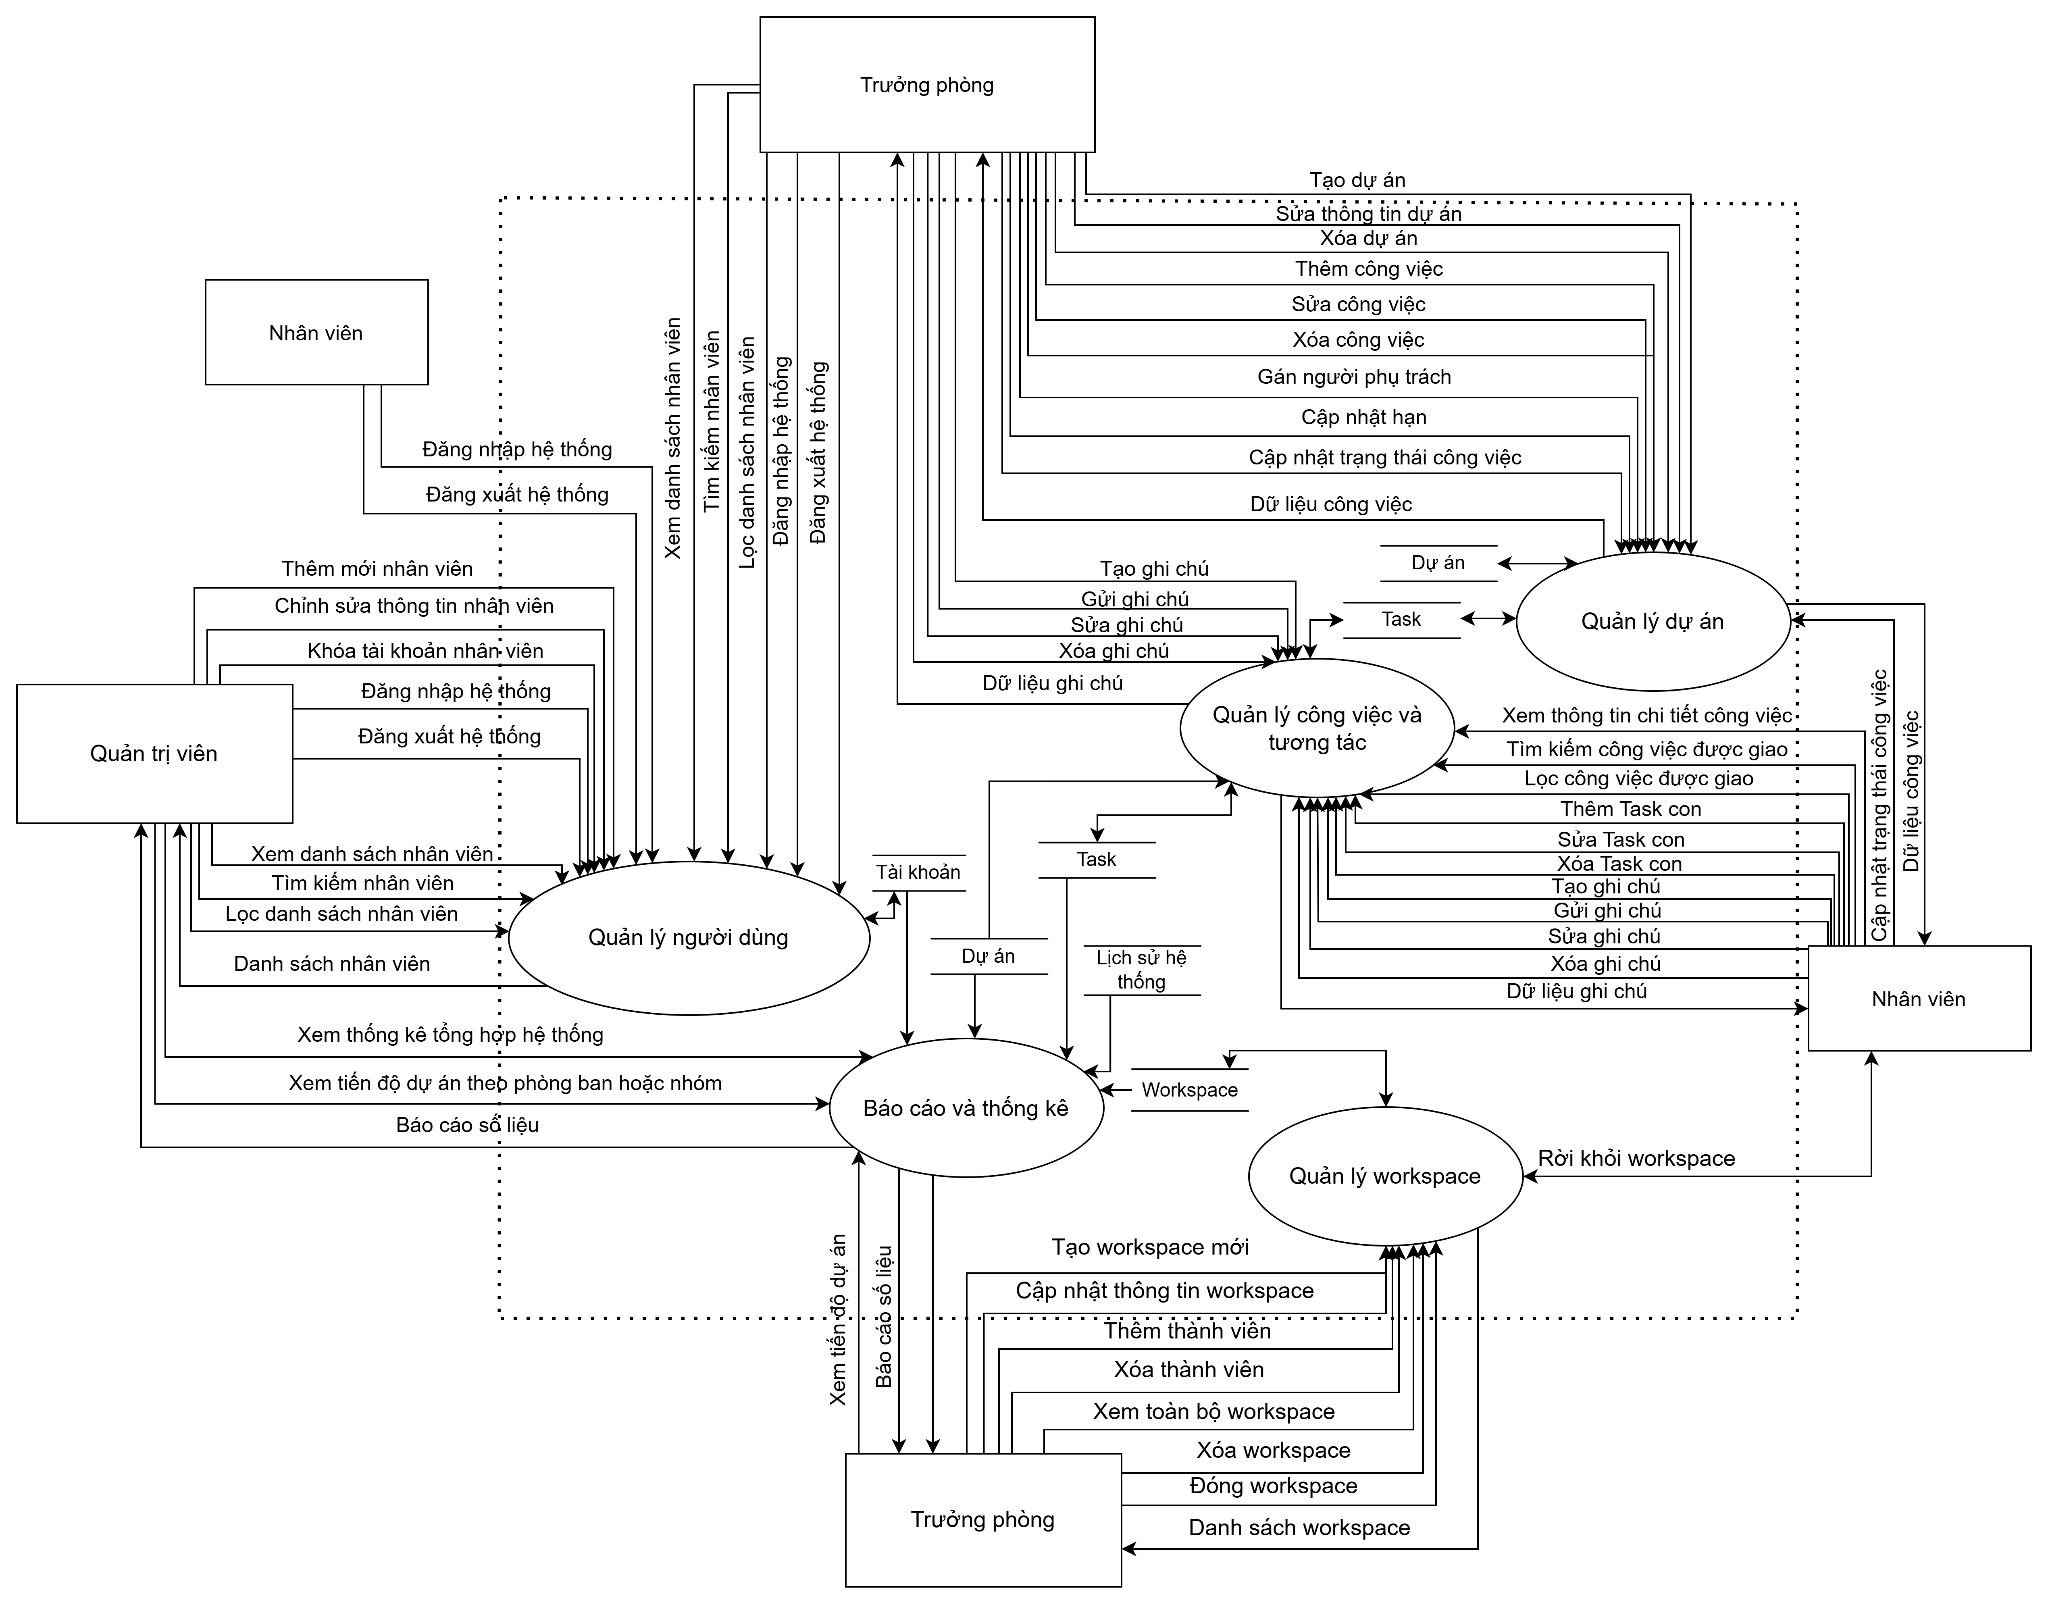 Trưởng phòng
Tạo dự án
Sửa thông tin dự án
Xóa dự án
Thêm công việc
Sửa công việc
Xóa công việc
Gán người phụ trách
Cập nhật hạn
Cập nhật trạng thái công việc
Dữ liệu công việc
Xem danh sách nhân viên
Tìm kiếm nhân viên
Lọc danh sách nhân viên
Đăng nhập hệ thống
Đăng xuất hệ thống
Nhân viên
Đăng nhập hệ thống
Đăng xuất hệ thống
Thêm mới nhân viên
Chỉnh sửa thông tin nhân viên
Khóa tài khoản nhân viên
Đăng nhập hệ thống
Đăng xuất hệ thống
Quản trị viên
Xem danh sách nhân viên
Tìm kiếm nhân viên
Lọc danh sách nhân viên
Danh sách nhân viên
Quản lý người dùng
Tạo ghi chú
Gửi ghi chú
Sửa ghi chú
Xóa ghi chú
Dữ liệu ghi chú
Dự án
Task
Quản lý dự án
Quản lý công việc và
tương tác
Xem thông tin chi tiết công việc
Tìm kiếm công việc được giao
Lọc công việc được giao
Thêm Task con
Sửa Task con
Xóa Task con
Tạo ghi chú
Gửi ghi chú
Sửa ghi chú
Xóa ghi chú
Dữ liệu ghi chú
Cập nhật trạng thái công việc
Dữ liệu công việc
Nhân viên
Tài khoản
Task
Dự án
Lịch sử hệ
thống
Workspace
Xem thống kê tổng hợp hệ thống
Xem tiến độ dự án theo phòng ban hoặc nhóm
Báo cáo số liệu
Báo cáo và thống kê
Quản lý workspace
Rời khỏi workspace
Xem tiến độ dự án
Báo cáo số liệu
Tạo workspace mới
Cập nhật thông tin workspace
Thêm thành viên
Xóa thành viên
Xem toàn bộ workspace
Xóa workspace
Đóng workspace
Danh sách workspace
Trưởng phòng